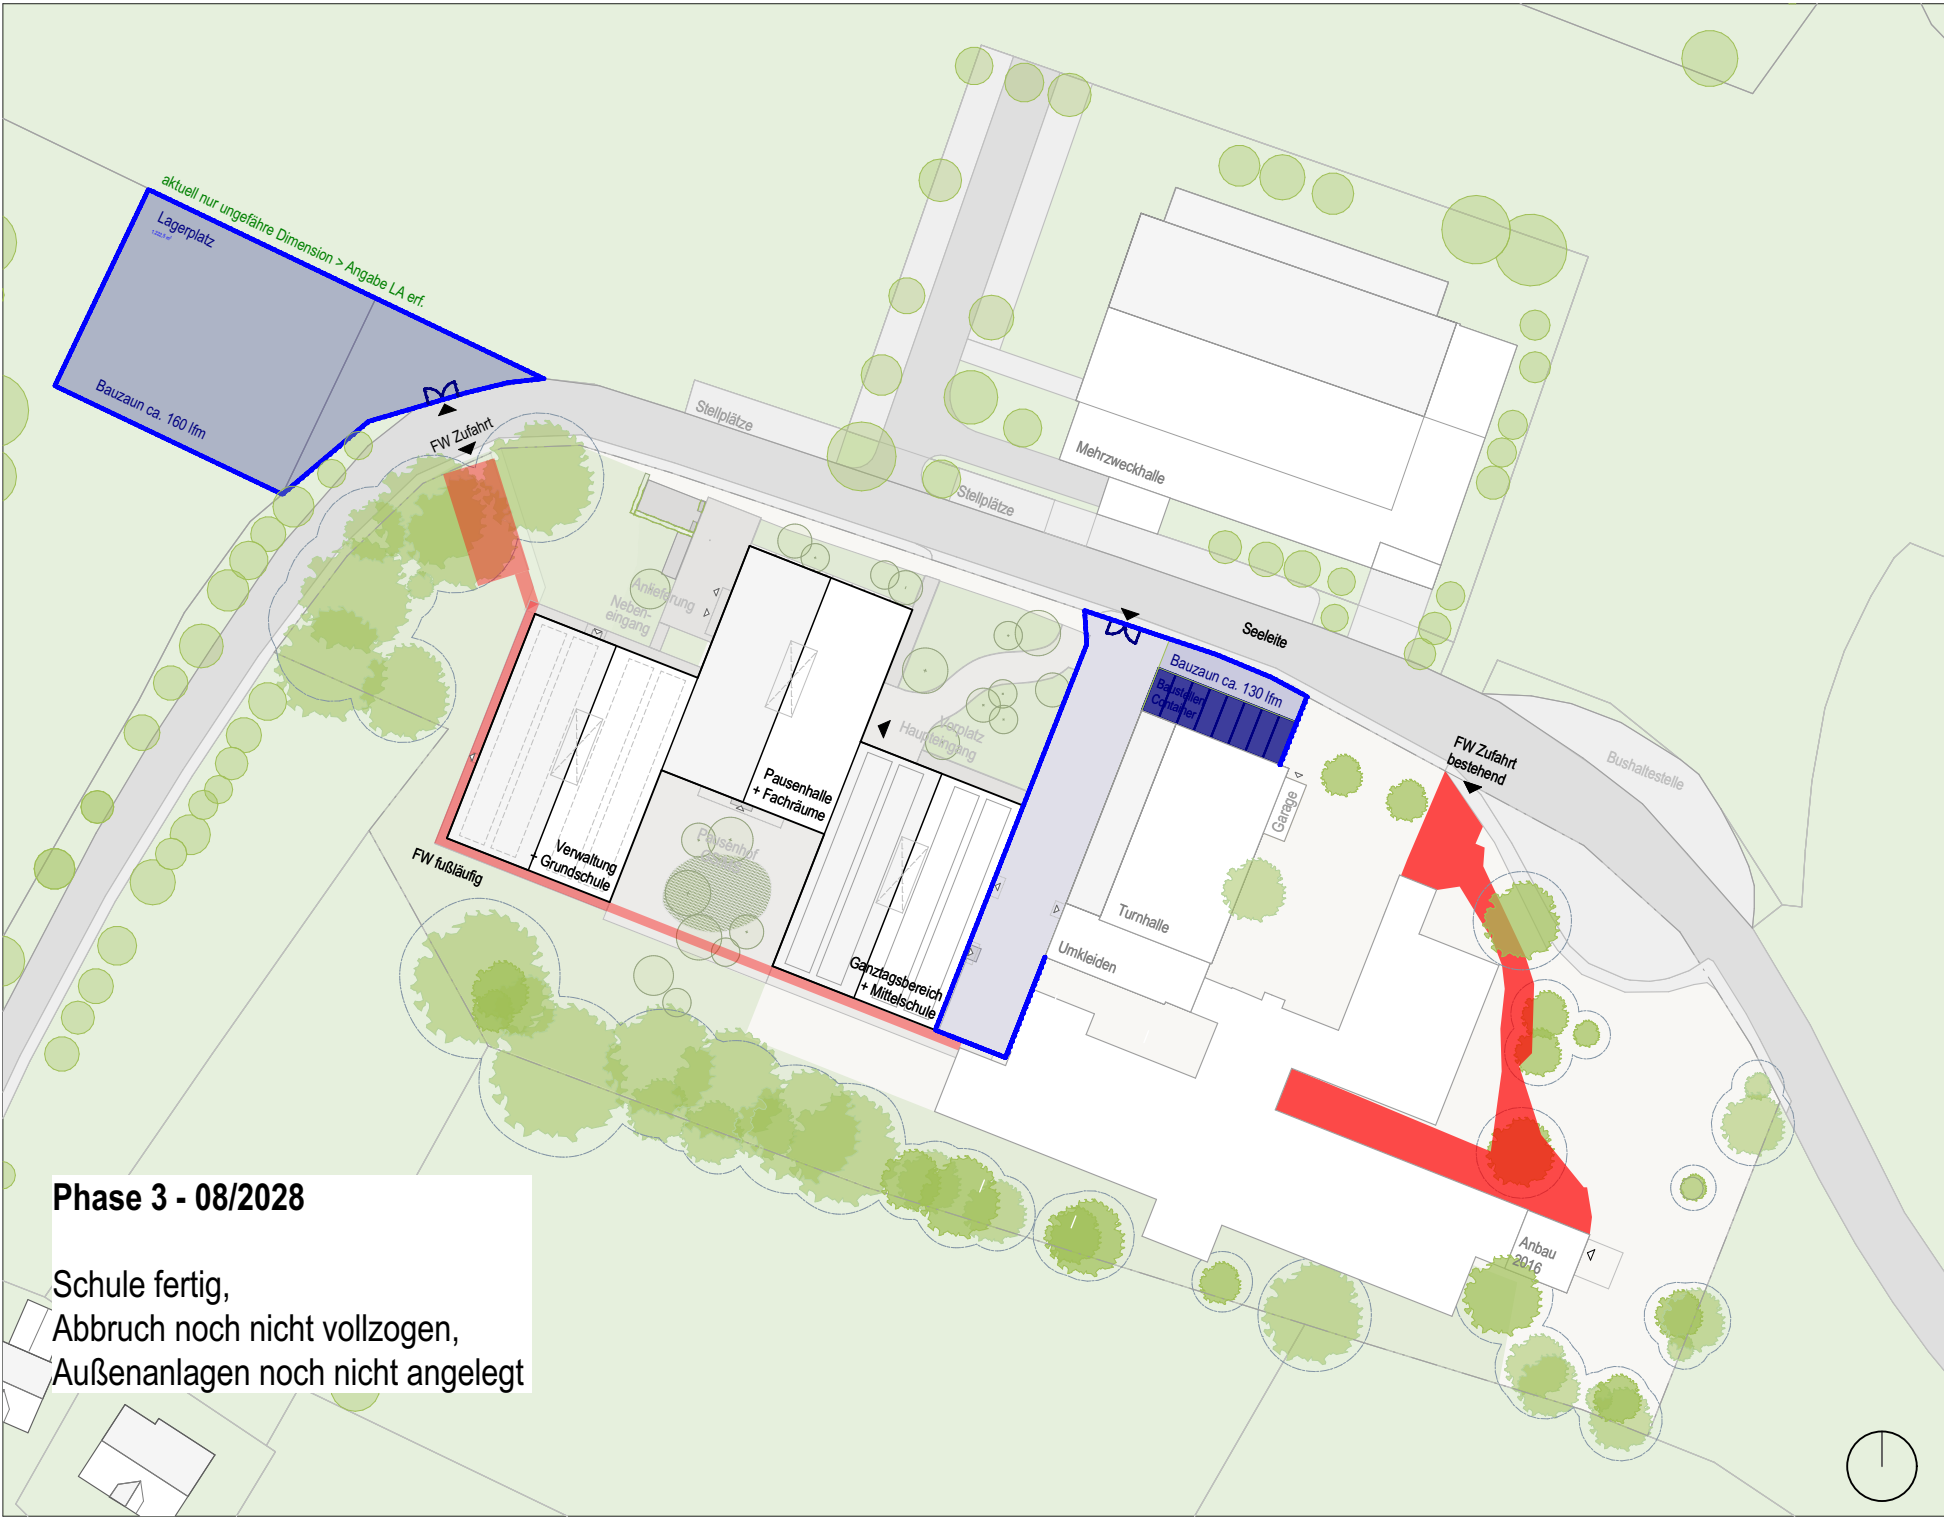 aktuell nur ungefähre Dimension > Angabe LA erf.
Lagerplatz
Bauzaun ca. 160 lfm
FW Zufahrt
Stellplätze
Stellplätze
Mehrzweckhalle
Anlieferung
Neben-
eingang
Seeleite
Bauzaun ca. 130 lfm
Baustellen
Container
Vorplatz
Haupteingang
FW Zufahrt
bestehend
Bushaltestelle
Pausenhalle
+ Fachräume
Garage
Pausenhof
Verwaltung
+ Grundschule
FW fußläufig
Turnhalle
Umkleiden
Ganztagsbereich
+ Mittelschule
Anbau
2016
Phase 3 - 08/2028
Schule fertig,
Abbruch noch nicht vollzogen,
Außenanlagen noch nicht angelegt